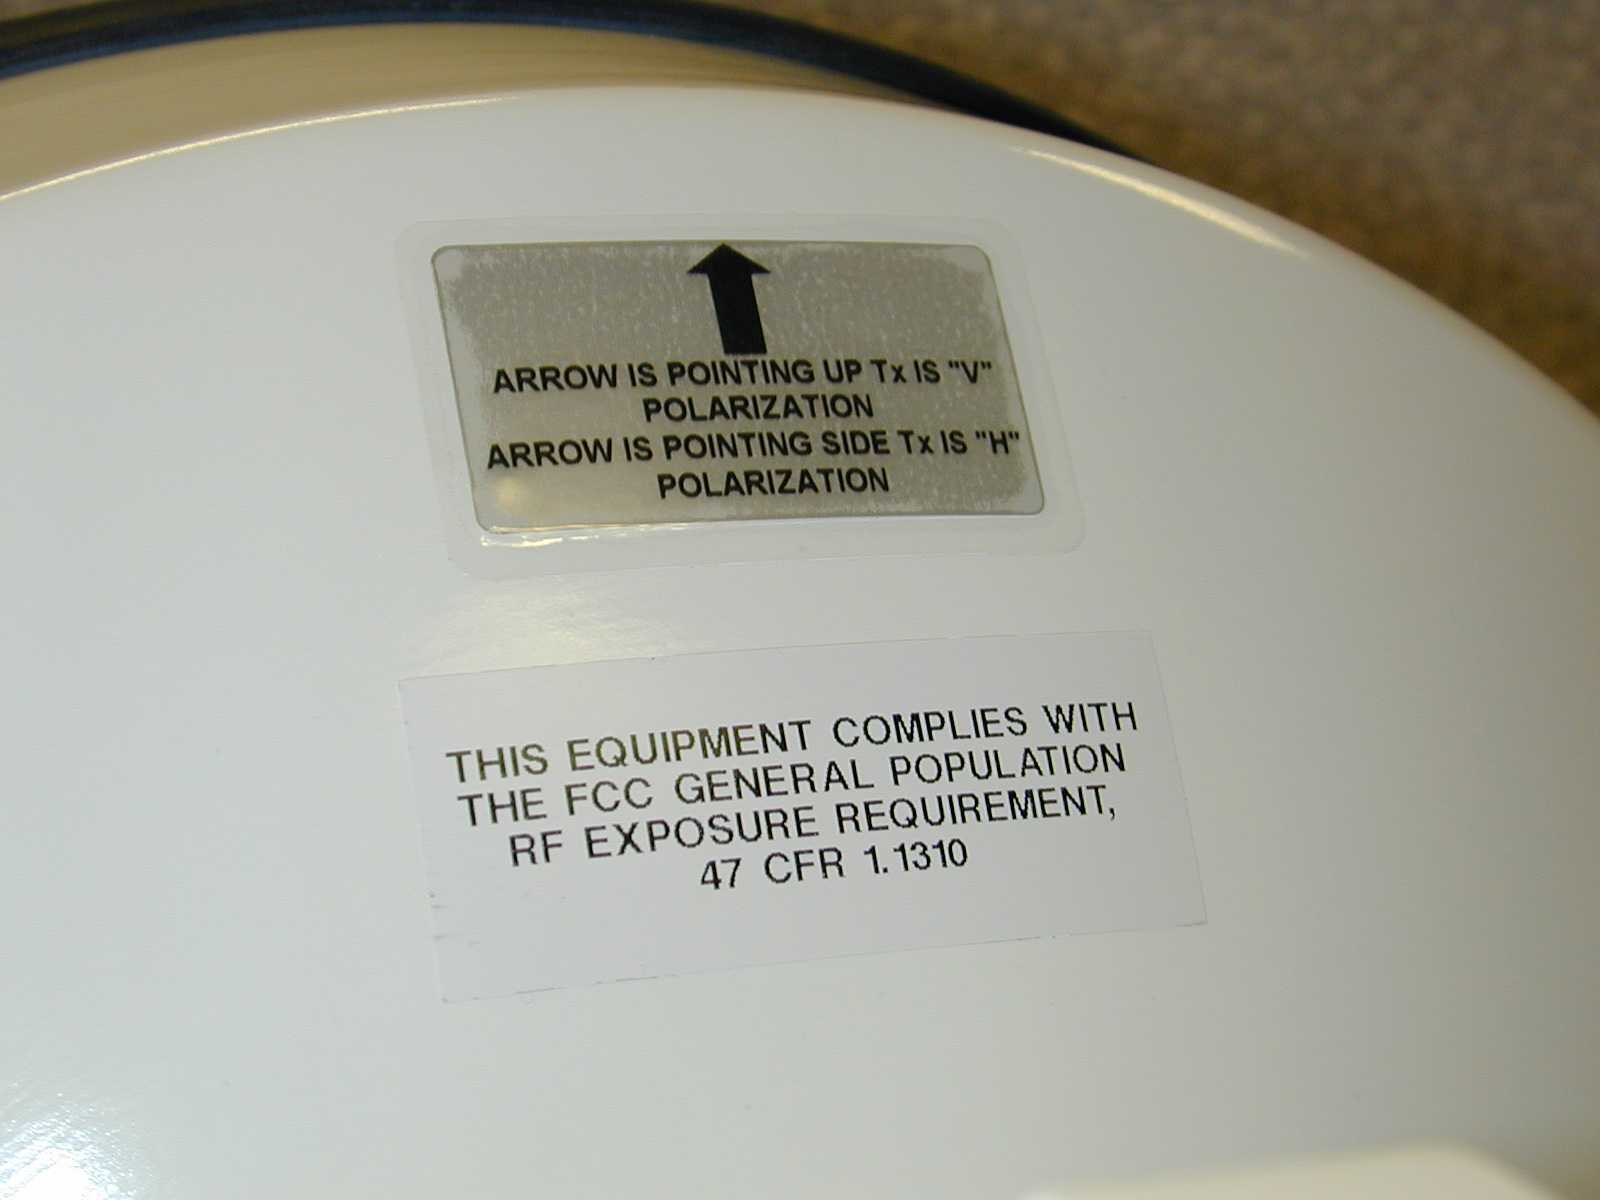 ARROW IS POINTING UP Tx IS "V"
POLARIZATION
ARROW IS POINTING SIDE Tx IS "H"
POLARIZATION
THIS EQUIPMENT COMPLIES WITH
THE FCC GENERAL POPULATION
RF EXPOSURE REQUIREMENT,
47 CFR 1.1310